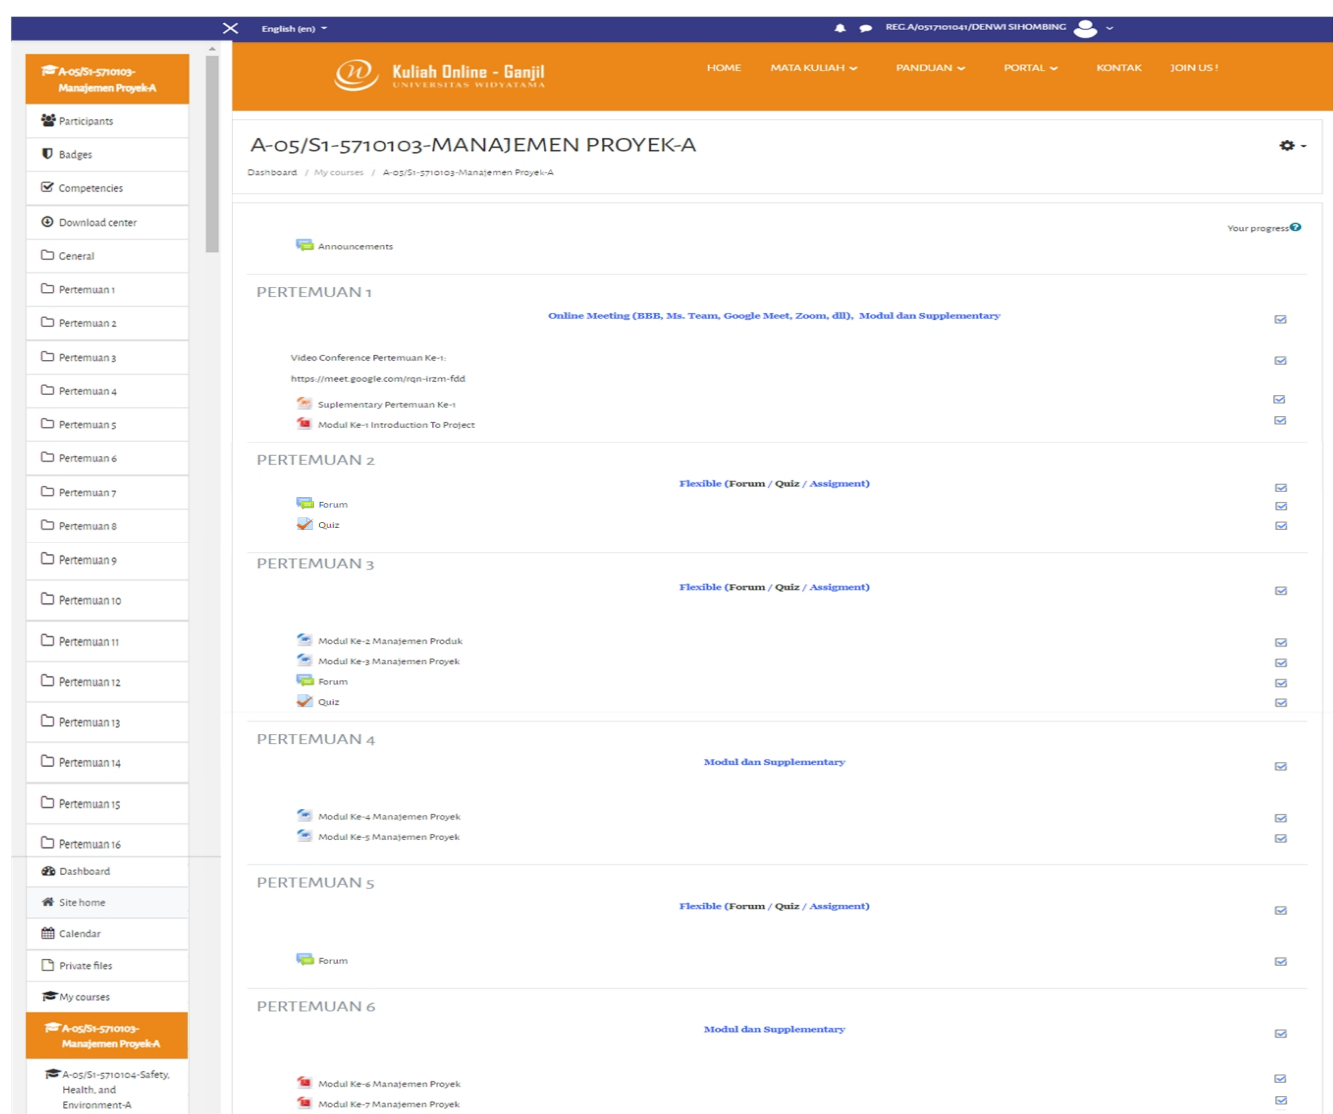 English (en)
REG.A/0517101041/DENWI SIHOMBING
A-05/S1-5710103-
Manajemen Proyek-A
Participants
Badges
Competencies
Download center
General
Pertemuan 1
Pertemuan 2
Pertemuan 3
Pertemuan 4
Pertemuan 5
Pertemuan 6
Pertemuan 7
Pertemuan 8
Pertemuan 9
Pertemuan 10
Pertemuan 11
Pertemuan 12
Pertemuan 13
Pertemuan 14
Pertemuan 15
Pertemuan 16
Dashboard
Site home
Calendar
Private files
My courses
A-05/S1-5710103-
Manajemen Proyek-A
A-05/S1-5710104-Safety,
Health, and
Environment-A
Kuliah Online - Ganjil
UNIVERSITAS WIDYATAMA
HOME MATA KULIAH PANDUAN PORTAL KONTAK JOIN US !
A-05/S1-5710103-MANAJEMEN PROYEK-A
Dashboard / My courses / A-05/S1-5710103-Manajemen Proyek-A
Your progress
Announcements
PERTEMUAN 1
Online Meeting (BBB, Ms. Team, Google Meet, Zoom, dll), Modul dan Supplementary
Video Conference Pertemuan Ke-1:
https://meet.google.com/rqn-irzm-fdd
Suplementary Pertemuan Ke-1
Modul Ke-1 Introduction To Project
PERTEMUAN 2
Flexible (Forum / Quiz / Assigment)
Forum
Quiz
PERTEMUAN 3
Flexible (Forum / Quiz / Assigment)
Modul Ke-2 Manajemen Produk
Modul Ke-3 Manajemen Proyek
Forum
Quiz
PERTEMUAN 4
Modul dan Supplementary
Modul Ke-4 Manajemen Proyek
Modul Ke-5 Manajemen Proyek
PERTEMUAN 5
Flexible (Forum / Quiz / Assigment)
Forum
PERTEMUAN 6
Modul dan Supplementary
Modul Ke-6 Manajemen Proyek
Modul Ke-7 Manajemen Proyek